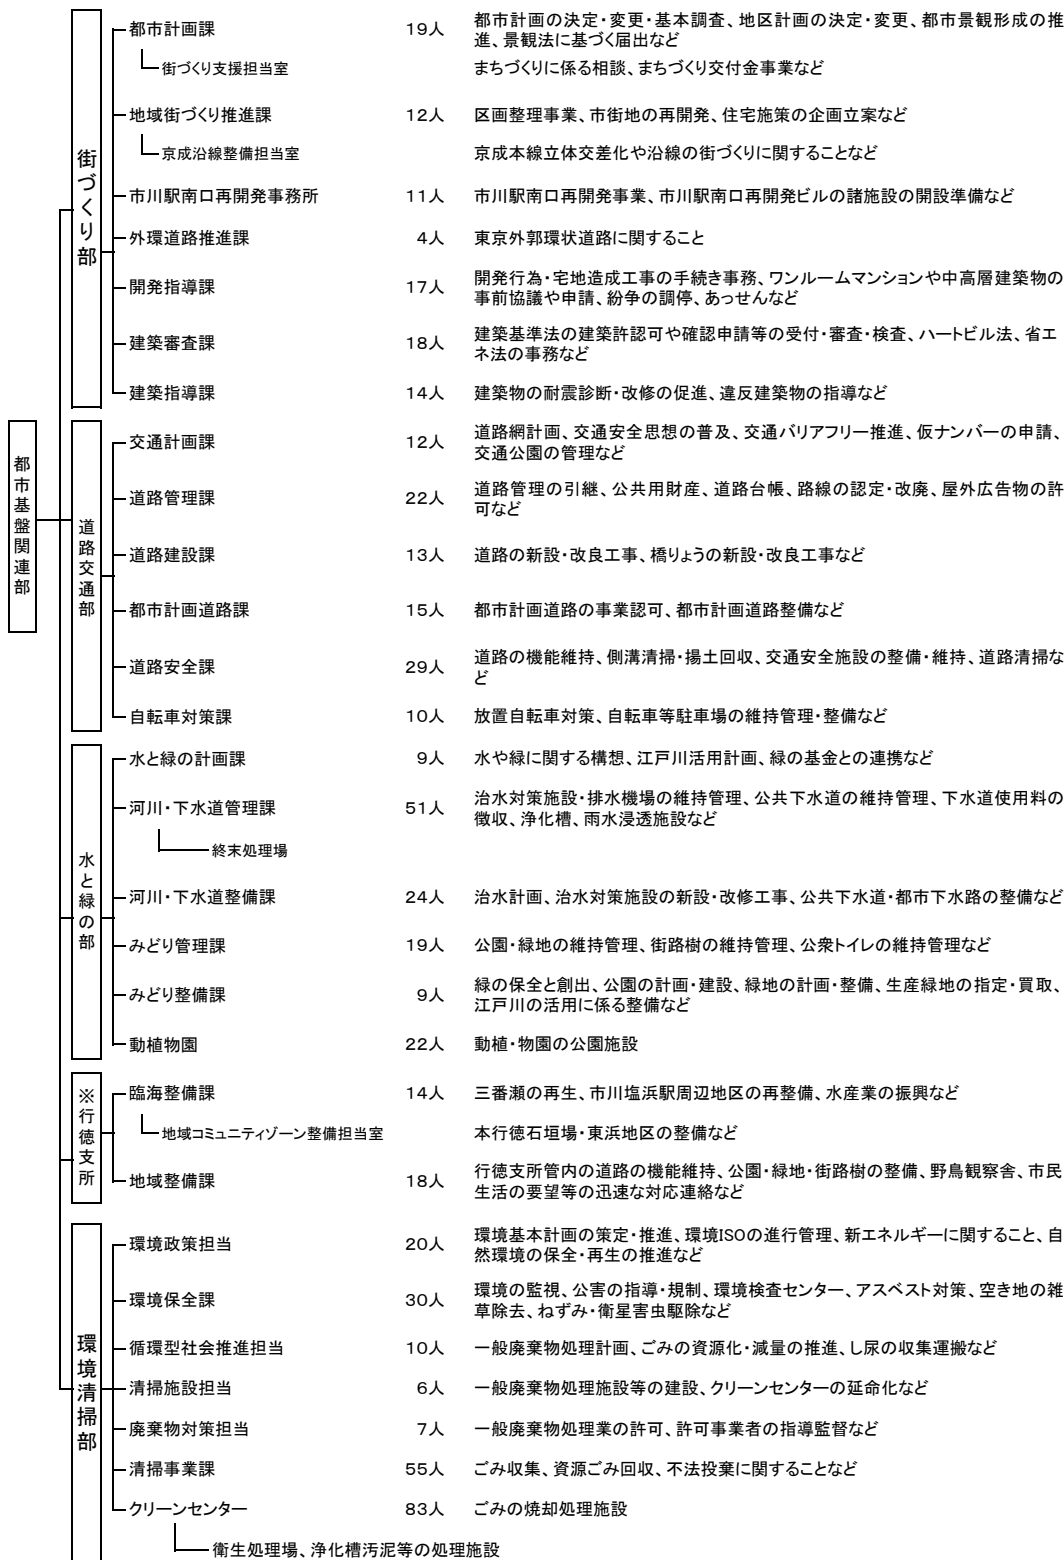 都市基盤関連部
街づくり部
都市計画課 19人 都市計画の決定・変更・基本調査、地区計画の決定・変更、都市景観形成の推
進、景観法に基づく届出など
街づくり支援担当室 まちづくりに係る相談、まちづくり交付金事業など
地域街づくり推進課 12人 区画整理事業、市街地の再開発、住宅施策の企画立案など
京成沿線整備担当室 京成本線立体交差化や沿線の街づくりに関することなど
市川駅南口再開発事務所 11人 市川駅南口再開発事業、市川駅南口再開発ビルの諸施設の開設準備など
外環道路推進課 4人 東京外郭環状道路に関すること
開発指導課 17人 開発行為・宅地造成工事の手続き事務、ワンルームマンションや中高層建築物の
事前協議や申請、紛争の調停、あっせんなど
建築審査課 18人 建築基準法の建築許認可や確認申請等の受付・審査・検査、ハートビル法、省エ
ネ法の事務など
建築指導課 14人 建築物の耐震診断・改修の促進、違反建築物の指導など
道路交通部
交通計画課 12人 道路網計画、交通安全思想の普及、交通バリアフリー推進、仮ナンバーの申請、
交通公園の管理など
道路管理課 22人 道路管理の引継、公共用財産、道路台帳、路線の認定・改廃、屋外広告物の許
可など
道路建設課 13人 道路の新設・改良工事、橋りょうの新設・改良工事など
都市計画道路課 15人 都市計画道路の事業認可、都市計画道路整備など
道路安全課 29人 道路の機能維持、側溝清掃・揚土回収、交通安全施設の整備・維持、道路清掃な
ど
自転車対策課 10人 放置自転車対策、自転車等駐車場の維持管理・整備など
水と緑の部
水と緑の計画課 9人 水や緑に関する構想、江戸川活用計画、緑の基金との連携など
河川・下水道管理課 51人 治水対策施設・排水機場の維持管理、公共下水道の維持管理、下水道使用料の
徴収、浄化槽、雨水浸透施設など
終末処理場
河川・下水道整備課 24人 治水計画、治水対策施設の新設・改修工事、公共下水道・都市下水路の整備など
みどり管理課 19人 公園・緑地の維持管理、街路樹の維持管理、公衆トイレの維持管理など
みどり整備課 9人 緑の保全と創出、公園の計画・建設、緑地の計画・整備、生産緑地の指定・買取、
江戸川の活用に係る整備など
動植物園 22人 動植・物園の公園施設
※行徳支所
臨海整備課 14人 三番瀬の再生、市川塩浜駅周辺地区の再整備、水産業の振興など
地域コミュニティゾーン整備担当室 本行徳石垣場・東浜地区の整備など
地域整備課 18人 行徳支所管内の道路の機能維持、公園・緑地・街路樹の整備、野鳥観察舎、市民
生活の要望等の迅速な対応連絡など
環境清掃部
環境政策担当 20人 環境基本計画の策定・推進、環境ISOの進行管理、新エネルギーに関すること、自
然環境の保全・再生の推進など
環境保全課 30人 環境の監視、公害の指導・規制、環境検査センター、アスベスト対策、空き地の雑
草除去、ねずみ・衛星害虫駆除など
循環型社会推進担当 10人 一般廃棄物処理計画、ごみの資源化・減量の推進、し尿の収集運搬など
清掃施設担当 6人 一般廃棄物処理施設等の建設、クリーンセンターの延命化など
廃棄物対策担当 7人 一般廃棄物処理業の許可、許可事業者の指導監督など
清掃事業課 55人 ごみ収集、資源ごみ回収、不法投棄に関することなど
クリーンセンター 83人 ごみの焼却処理施設
衛生処理場、浄化槽汚泥等の処理施設